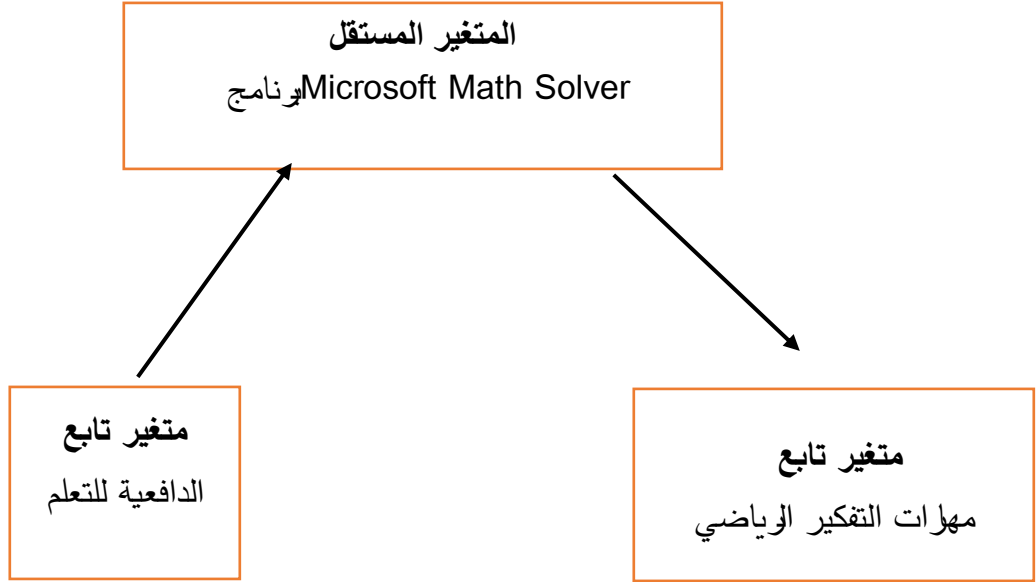 المتغير المستقل
برنامج Microsoft Math Solver
متغير تابع
الدافعية للتعلم
متغير تابع
مهارات التفكير الرياضي